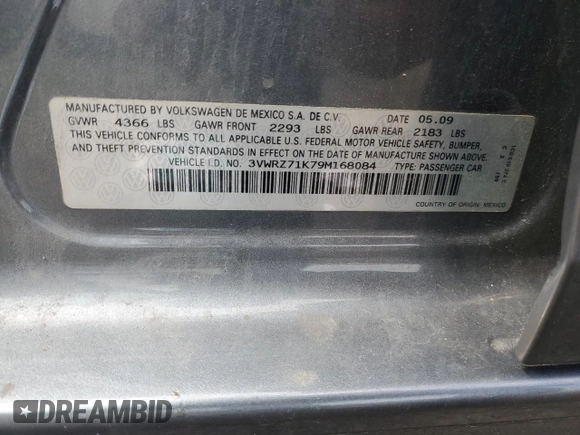 MANUFACTURED BY VOLKSWAGEN DE MEXICO S.A. DE C.V. DATE 05.09
GVWR 4366 LBS GAWR FRONT 2293 LBS GAWR REAR 2183 LBS
THIS VEHICLE CONFORMS TO ALL APPLICABLE U.S. FEDERAL MOTOR VEHICLE SAFETY, BUMPER,
AND THEFT PREVENTION STANDARDS IN EFFECT ON THE DATE OF MANUFACTURE SHOWN ABOVE.
VEHICLE I.D. NO. 3VWRZ71K79M168084 TYPE: PASSENGER CAR
COUNTRY OF ORIGIN: MEXICO
DREAMBID